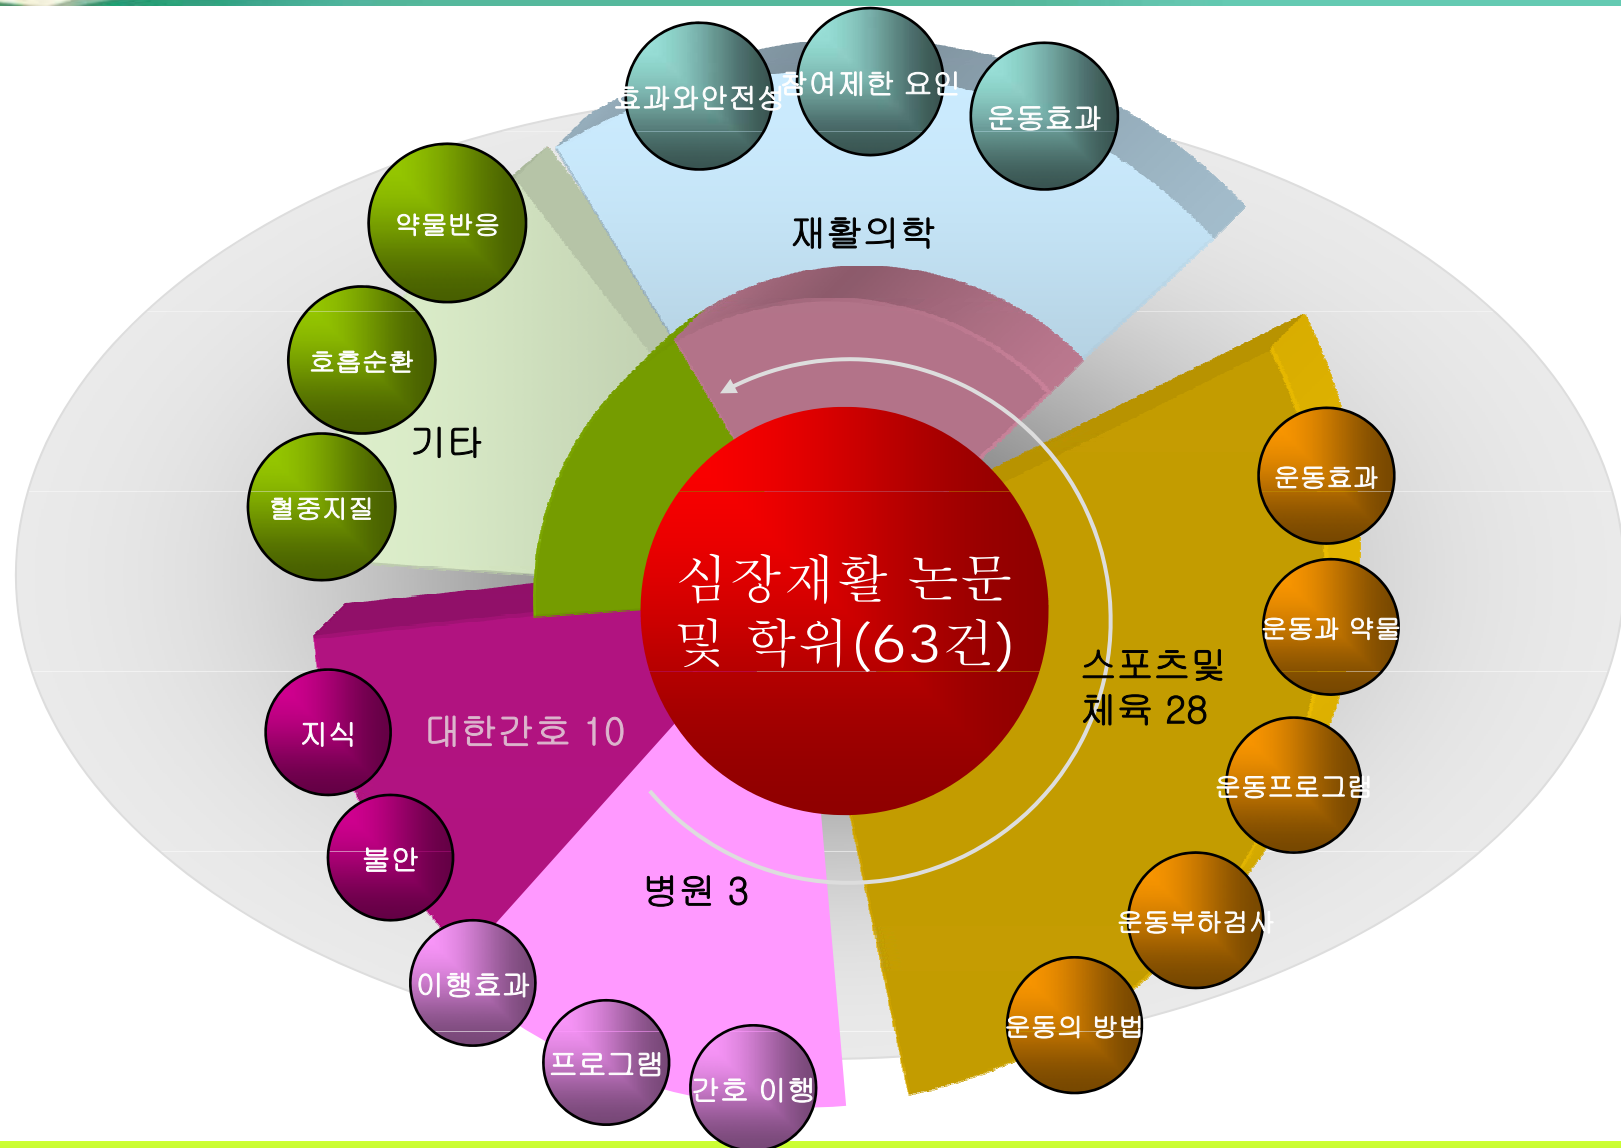 효과와안전성
참여제한 요인
운동효과
재활의학
약물반응
호흡순환
기타
혈중지질
운동효과
운동과 약물
심장재활 논문
및 학위(63건)
스포츠및
체육 28
지식
대한간호 10
운동프로그램
불안
병원 3
운동부하검사
이행효과
운동의 방법
프로그램
간호 이행